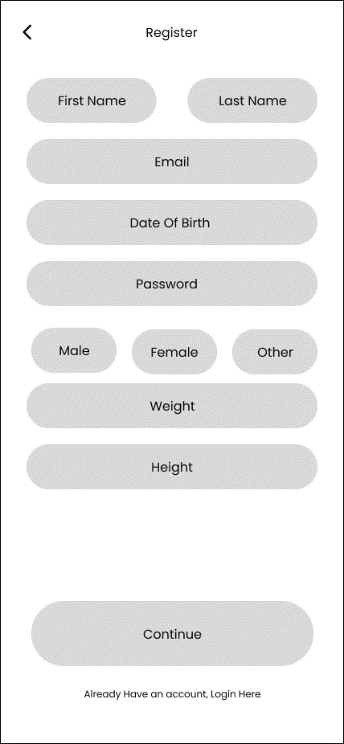 Register
First Name Last Name
Email
Date Of Birth
Password
Male Female Other
Weight
Height
Continue
Already Have an account, Login Here